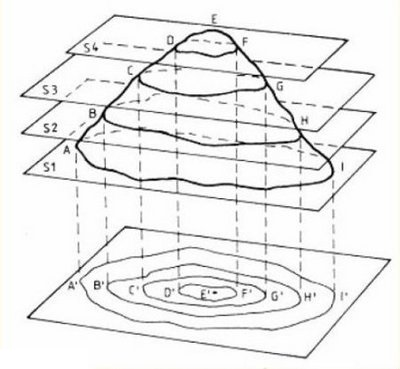 E
S4 D F
C
S3 G
B
S2 H
A
S1 I
A' B' C' D' E' F' G' H' I'